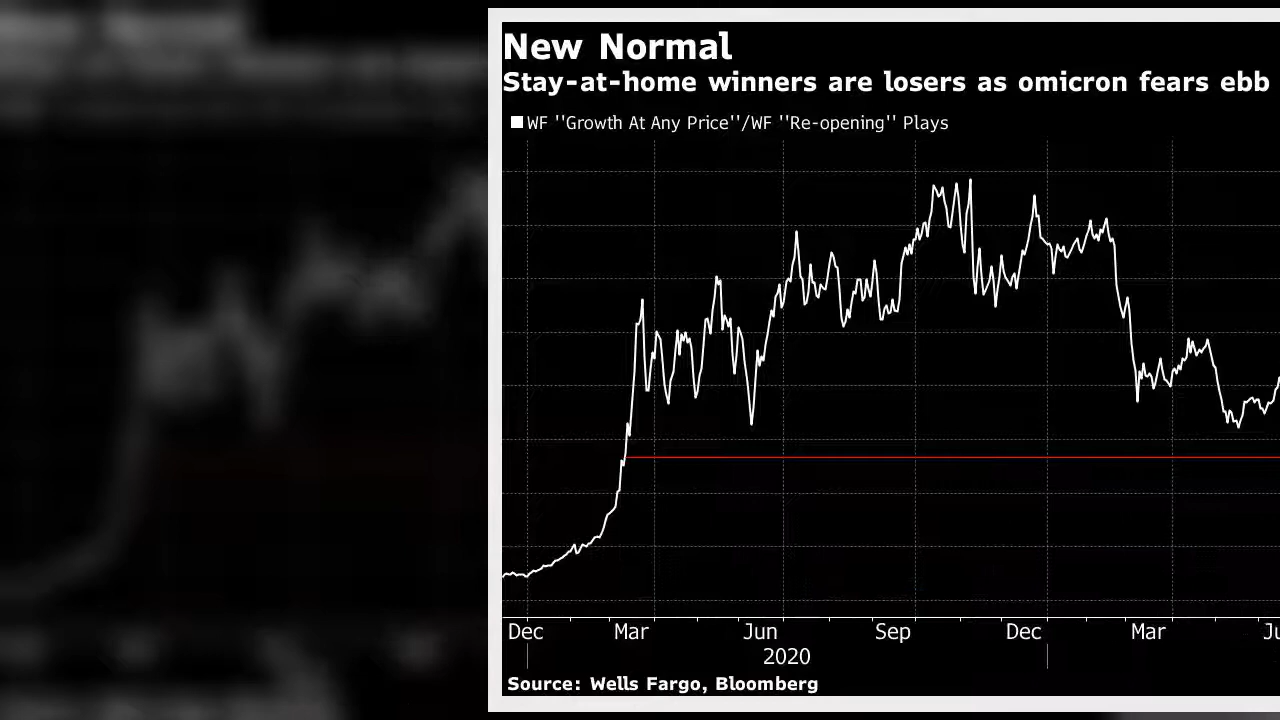 New Normal
Stay-at-home winners are losers as omicron fears ebb
WF ''Growth At Any Price''/WF ''Re-opening'' Plays
Dec Mar Jun Sep Dec Mar
2020
Source: Wells Fargo, Bloomberg